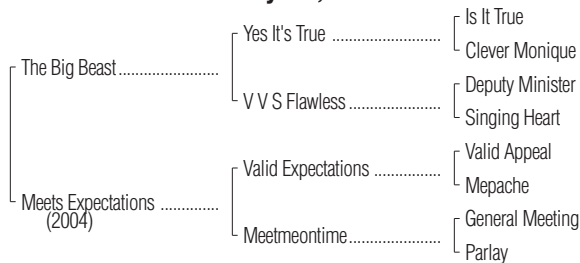 Is It True
Yes It's True ........................
Clever Monique
The Big Beast.........................
Deputy Minister
V V S Flawless.......................
Singing Heart
Valid Appeal
Valid Expectations ................
Mepache
Meets Expectations ..............
(2004)
General Meeting
Meetmeontime.......................
Parlay